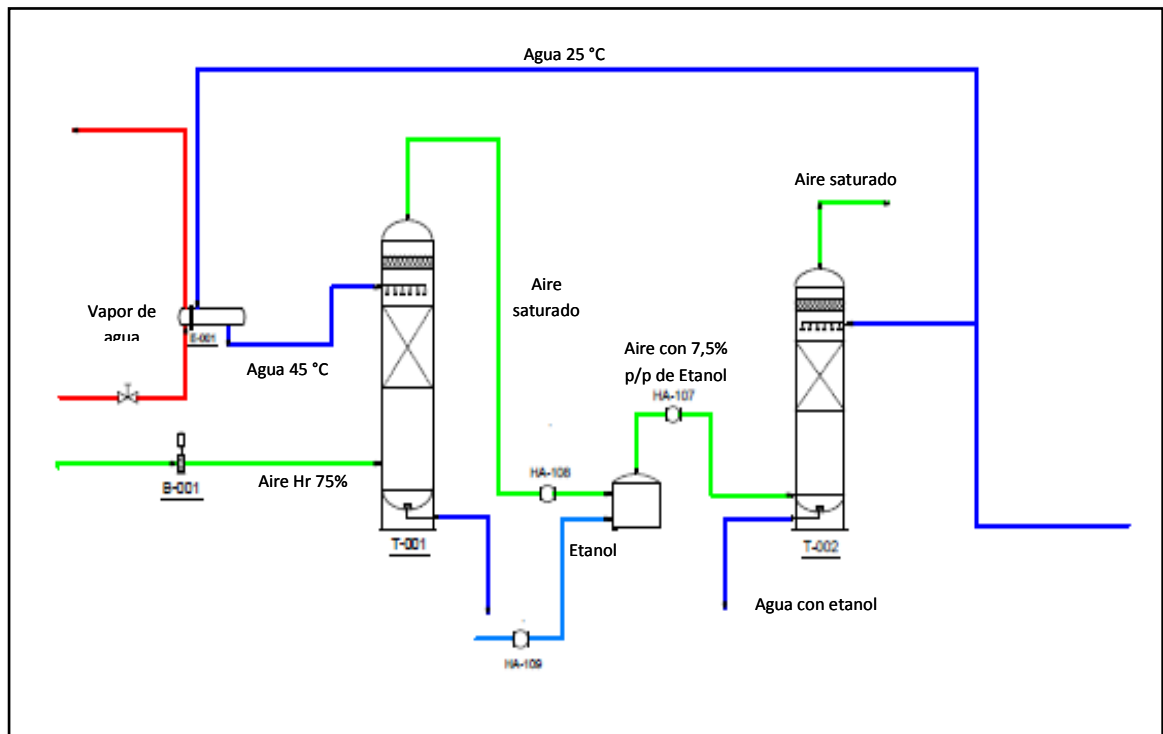 Agua 25 °C
Aire saturado
Vapor de
agua
E-001
Aire
saturado
Agua 45 °C
Aire con 7,5%
p/p de Etanol
HA-107
HA-108
Aire Hr 75%
B-001
T-001
Etanol
T-002
Agua con etanol
HA-109